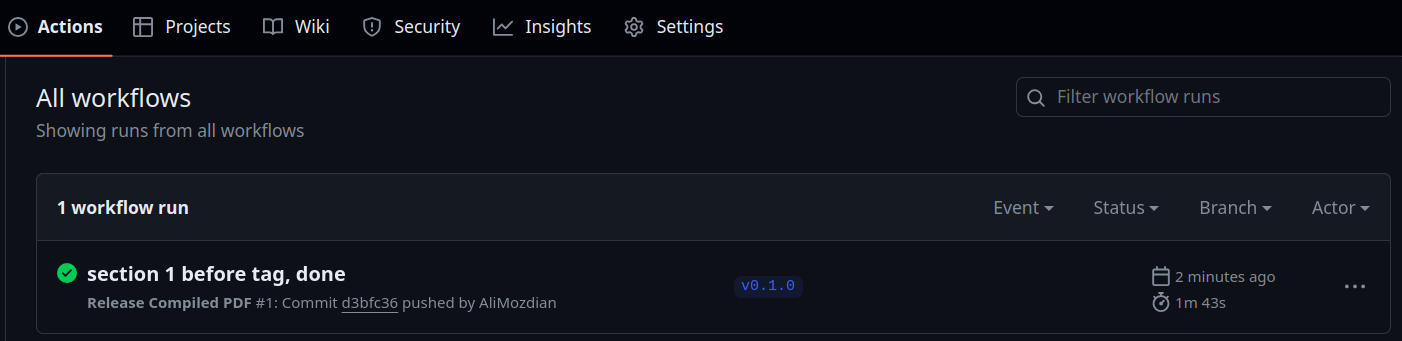 Actions Projects Wiki Security Insights Settings
All workflows
Filter workflow runs
Showing runs from all workflows
1 workflow run Event Status Branch Actor
section 1 before tag, done
Release Compiled PDF #1: Commit d3bfc36 pushed by AliMozdian
v0.1.0
2 minutes ago
1m 43s